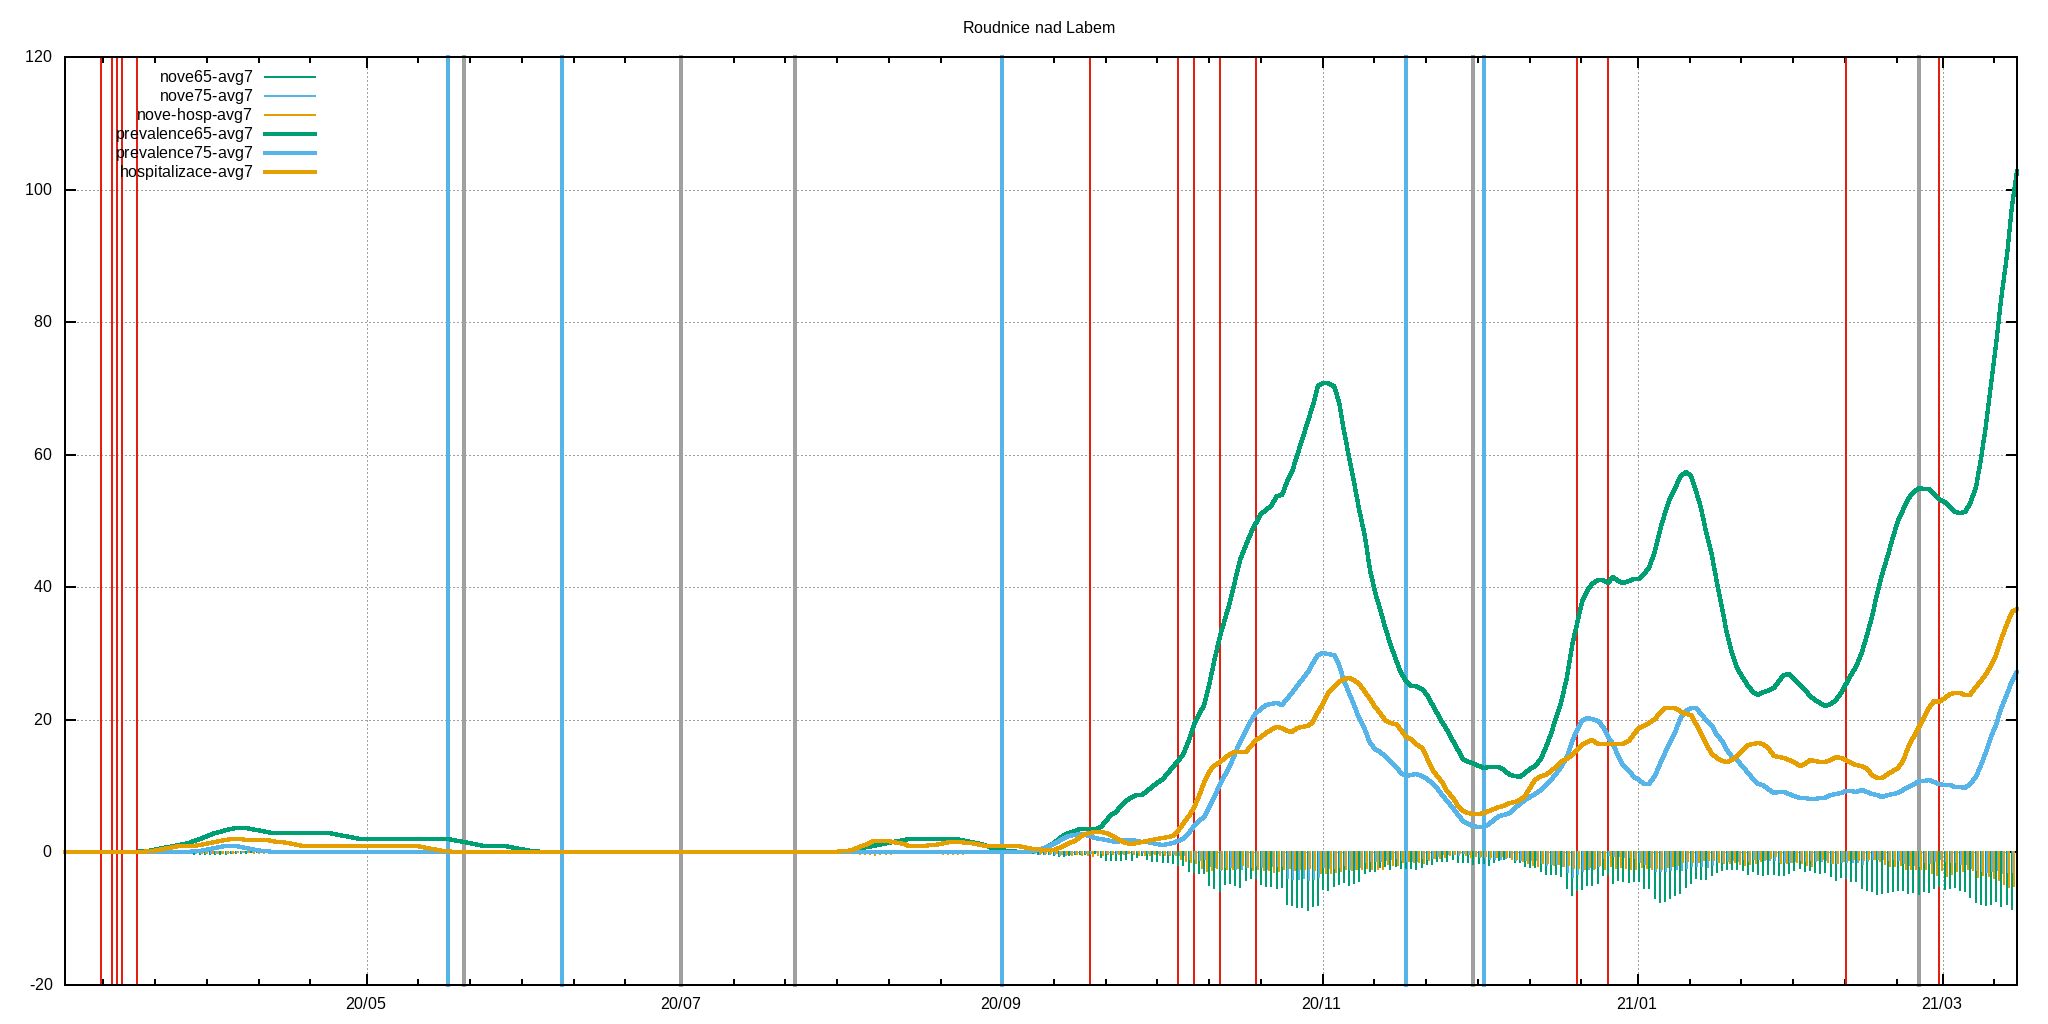 Roudnice nad Labem
120
100
80
60
40
20
0
-20
nove65-avg7
nove75-avg7
nove-hosp-avg7
prevalence65-avg7
prevalence75-avg7
hospitalizace-avg7
20/05 20/07 20/09 20/11 21/01 21/03